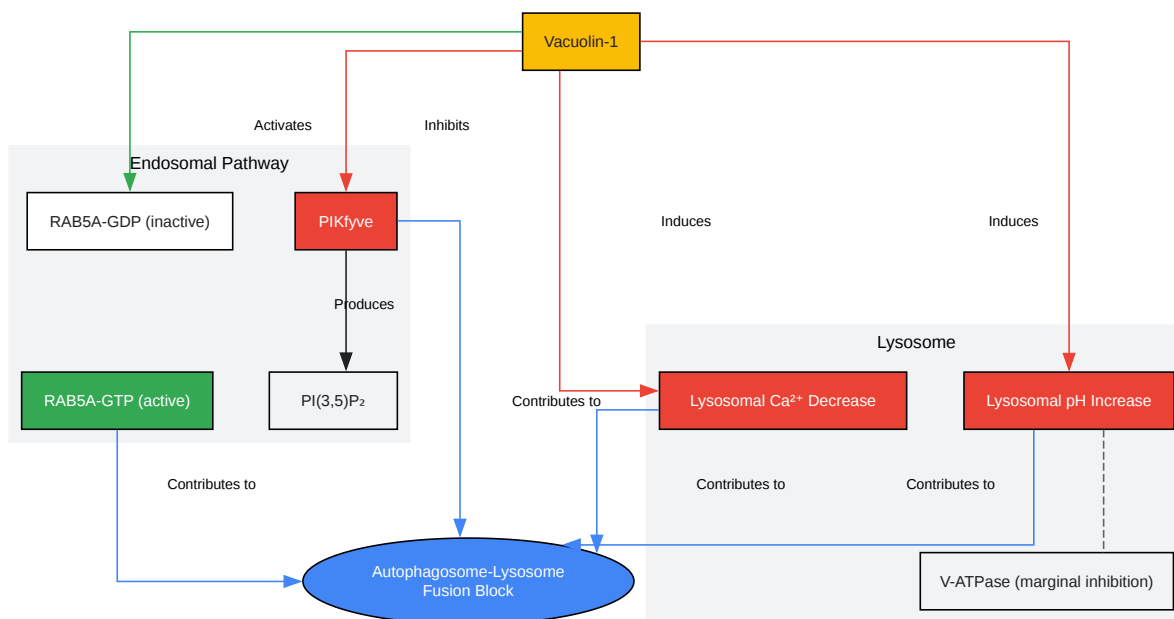 Vacuolin-1
Activates
Inhibits
Endosomal Pathway
RAB5A-GDP (inactive)
PIKfyve
Induces
Induces
Produces
Lysosome
RAB5A-GTP (active)
PI(3,5)P₂
Contributes to
Lysosomal Ca²⁺ Decrease
Lysosomal pH Increase
Contributes to
Contributes to
Contributes to
Autophagosome-Lysosome
Fusion Block
V-ATPase (marginal inhibition)